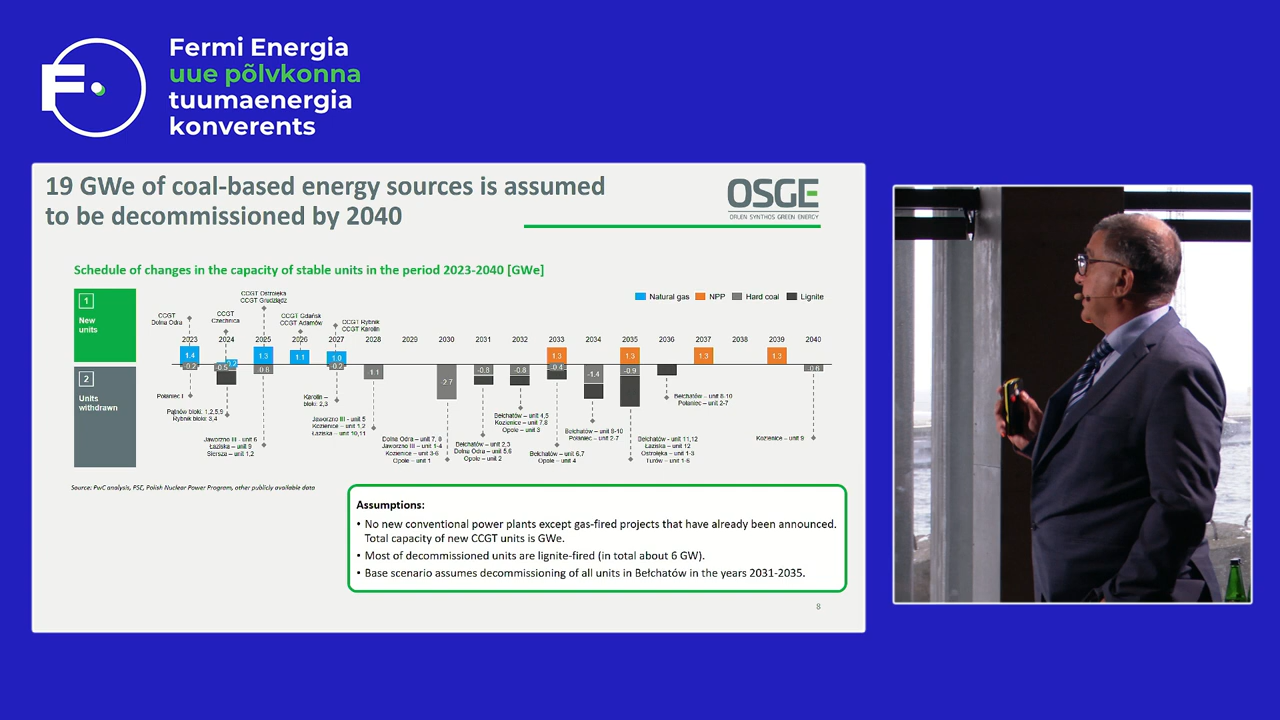 Fermi Energia
uue põlvkonna
tuumaenergia
konverents
19 GWe of coal-based energy sources is assumed
to be decommissioned by 2040
OSGE
ORLEN SYNTHOS GREEN ENERGY
Schedule of changes in the capacity of stable units in the period 2023-2040 [GWe]
1
New
units
2
Units
withdrawn
Natural gas
NPP
Hard coal
Lignite
CCGT
Dolna Odra
CCGT
Czechnica
CCGT Ostrołęka
CCGT Grudziądz
CCGT Gdańsk
CCGT Adamów
CCGT Rybnik
CCGT Karolin
2023 2024 2025 2026 2027 2028 2029 2030 2031 2032 2033 2034 2035 2036 2037 2038 2039 2040
1.4 0.2 1.3 1.1 1.0 1.3 1.3 1.3 1.3
-0.2 -0.5 -0.8 -0.2 -1.1 -2.7 -0.8 -0.8 -0.4 -1.4 -0.9 -0.6
Połaniec I
Pątnów bloki: 1,2,5,9
Rybnik bloki: 3,4
Jaworzno III - unit 6
Łaziska – unit 9
Siersza – unit 1,2
Karolin –
bloki: 2,3
Jaworzno III – unit 5
Kozienice – unit 1,2
Łaziska – unit 10,11
Dolna Odra – unit 7, 8
Jaworzno III – unit 1-4
Kozienice – unit 3-6
Opole – unit 1
Bełchatów – unit 2,3
Dolna Odra – unit 5,6
Opole – unit 2
Bełchatów – unit 4,5
Kozienice – unit 7,8
Opole – unit 3
Bełchatów – unit 6,7
Opole – unit 4
Bełchatów – unit 8-10
Połaniec – unit 2-7
Bełchatów – unit 11,12
Łaziska – unit 12
Ostrołęka – unit 1-3
Turów – unit 1-6
Bełchatów – unit 8-10
Połaniec – unit 2-7
Kozienice – unit 9
Source: PwC analysis, PSE, Polish Nuclear Power Program, other publicly available data
Assumptions:
• No new conventional power plants except gas-fired projects that have already been announced.
Total capacity of new CCGT units is GWe.
• Most of decommissioned units are lignite-fired (in total about 6 GW).
• Base scenario assumes decommissioning of all units in Bełchatów in the years 2031-2035.
8